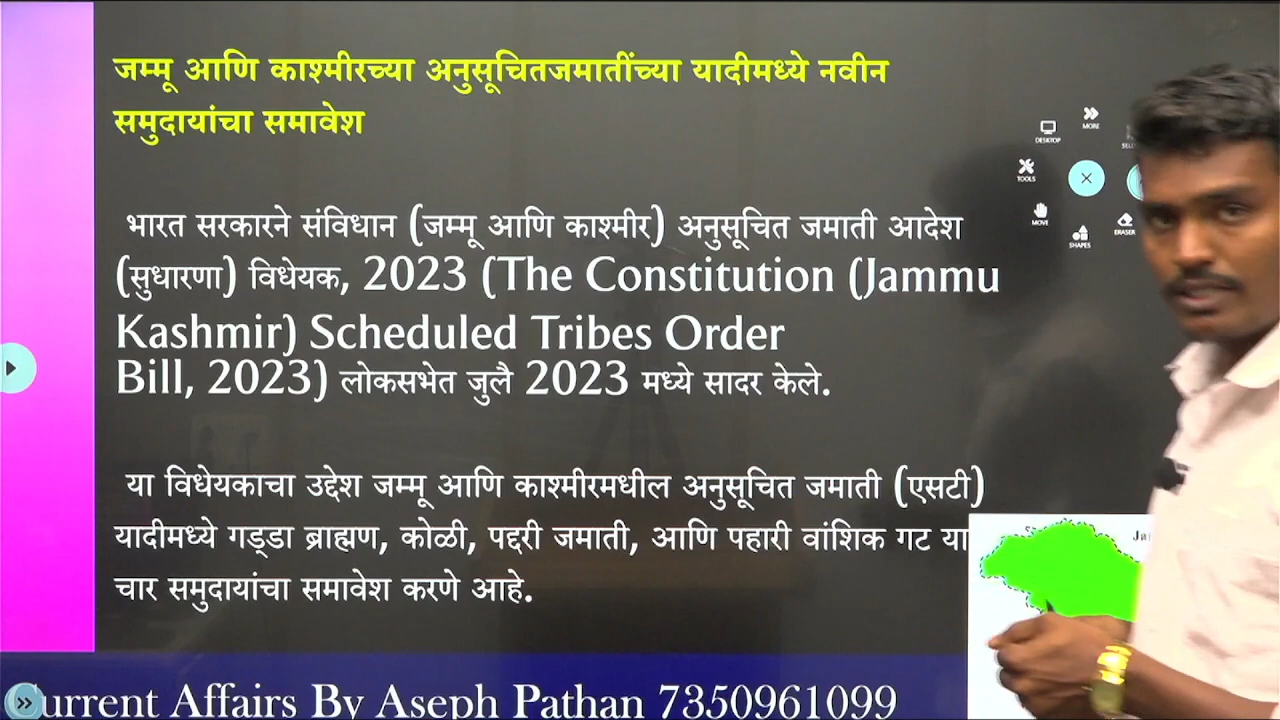 जम्मू आणि काश्मीरच्या अनुसूचितजमातींच्या यादीमध्ये नवीन
समुदायांचा समावेश
भारत सरकारने संविधान (जम्मू आणि काश्मीर) अनुसूचित जमाती आदेश
(सुधारणा) विधेयक, 2023 (The Constitution (Jammu
Kashmir) Scheduled Tribes Order
Bill, 2023) लोकसभेत जुलै 2023 मध्ये सादर केले.
या विधेयकाचा उद्देश जम्मू आणि काश्मीरमधील अनुसूचित जमाती (एसटी)
यादीमध्ये गड्डा ब्राह्मण, कोळी, पद्दरी जमाती, आणि पहारी वांशिक गट या
चार समुदायांचा समावेश करणे आहे.
MORE
DESKTOP
TOOLS
MOVE
SHAPES
ERASER
urrent Affairs By Aseph Pathan 7350961099